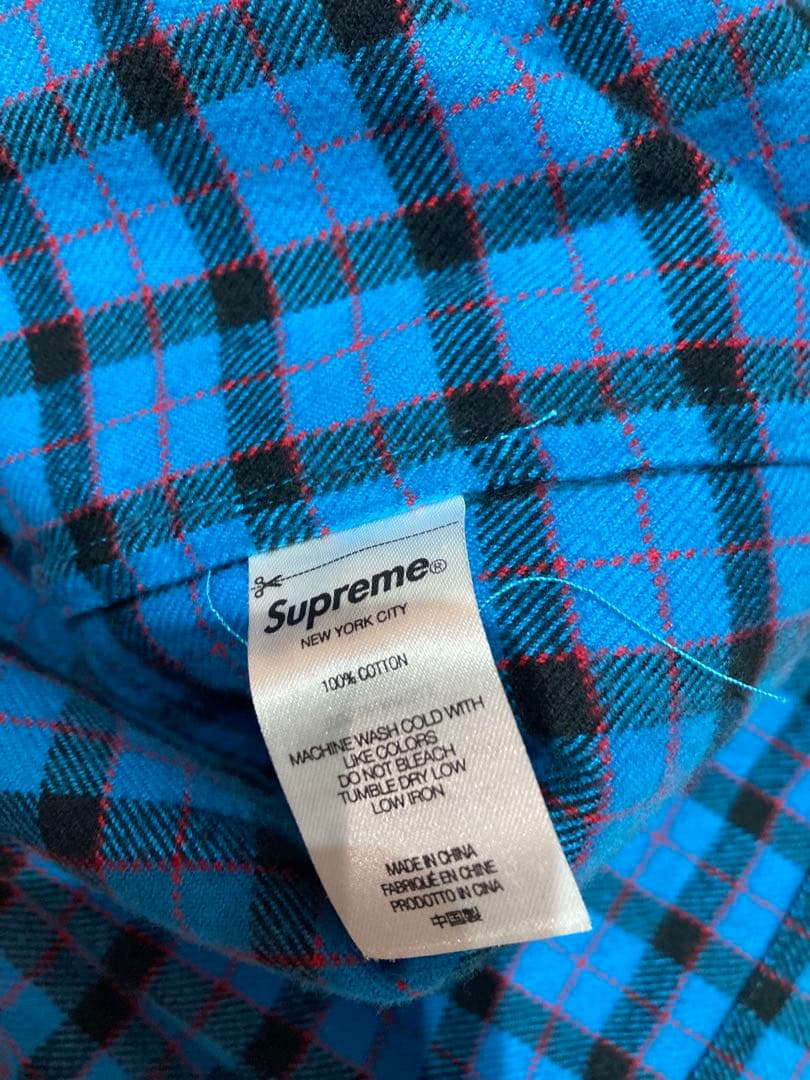 Supreme®
NEW YORK CITY
100% COTTON
MACHINE WASH COLD WITH
LIKE COLORS
DO NOT BLEACH
TUMBLE DRY LOW
LOW IRON
MADE IN CHINA
FABRIQUÉ EN CHINE
PRODOTTO IN CINA
中国製